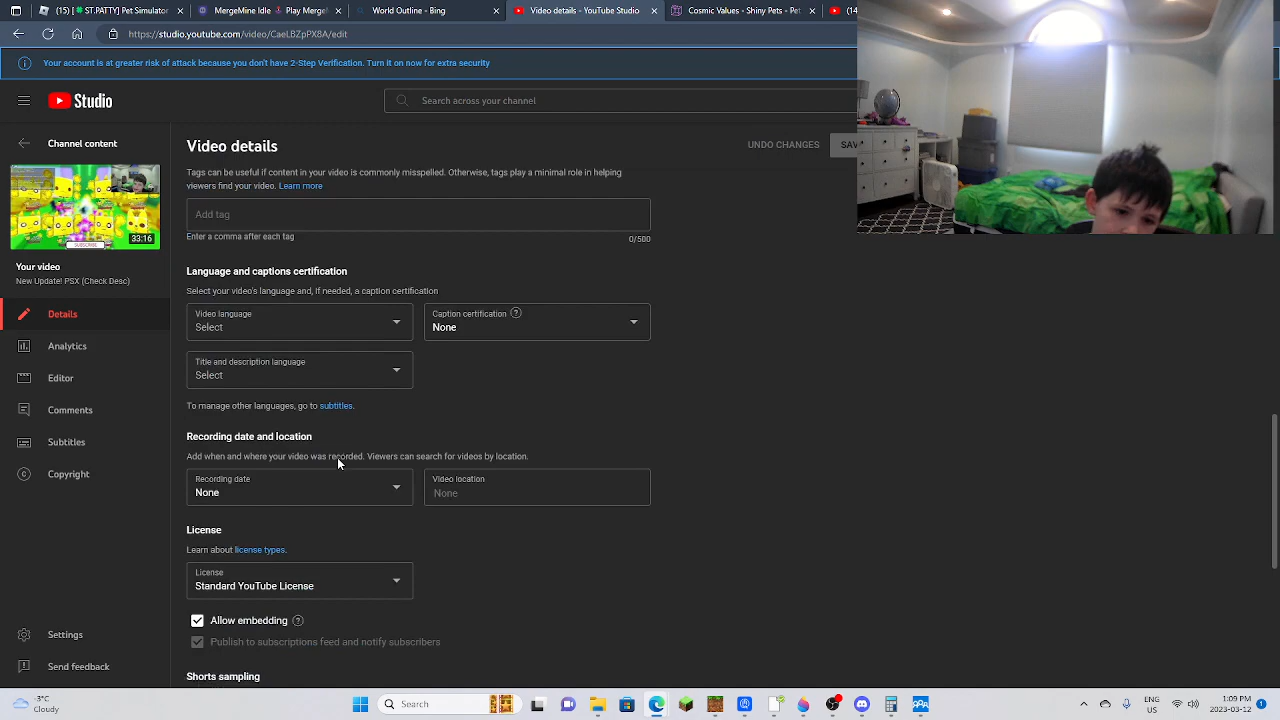 [x5] 🍀ST.PATTY] Pet Simulator
MergeMine Idle 🕹 Play MergeM
World Outline - Bing
Video details - YouTube Studio
Cosmic Values - Shiny Pets - Pet
(14
https://studio.youtube.com/video/CaeLBZpPX8A/edit
Your account is at greater risk of attack because you don't have 2-Step Verification. Turn it on now for extra security
Studio
Search across your channel
Channel content
Video details
UNDO CHANGES
SAV
Tags can be useful if content in your video is commonly misspelled. Otherwise, tags play a minimal role in helping
viewers find your video. Learn more
Add tag
Enter a comma after each tag
0/500
33:16
SUBSCRIBE
Your video
New Update! PSX (Check Desc)
Details
Analytics
Editor
Comments
Subtitles
Copyright
Settings
Send feedback
Language and captions certification
Select your video's language and, if needed, a caption certification
Video language
Select
Caption certification
None
Title and description language
Select
To manage other languages, go to subtitles.
Recording date and location
Add when and where your video was recorded. Viewers can search for videos by location.
Recording date
None
Video location
None
License
Learn about license types.
License
Standard YouTube License
Allow embedding
Publish to subscriptions feed and notify subscribers
Shorts sampling
-3°C
Cloudy
Search
ENG
US
1:09 PM
2023-03-12
1